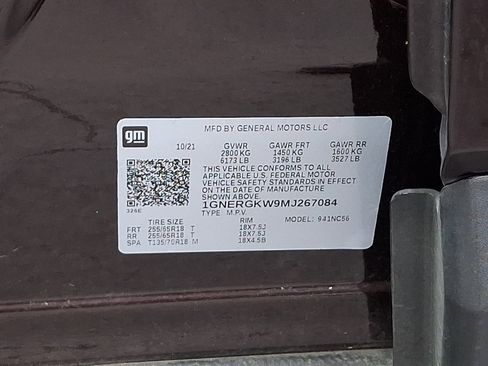 gm
MFD BY GENERAL MOTORS LLC
10/21 GVWR GAWR FRT GAWR RR
2800 KG 1450 KG 1600 KG
6173 LB 3196 LB 3527 LB
THIS VEHICLE CONFORMS TO ALL
APPLICABLE U.S. FEDERAL MOTOR
VEHICLE SAFETY STANDARDS IN EFFECT
ON THE DATE OF MANUFACTURE
SHOWN ABOVE.
1GNERGKW9MJ267084
326E TYPE: M.P.V. MODEL: 941NC56
TIRE SIZE RIM
FRT 255/65R18 T 18X7.5J
RR 255/65R18 T 18X7.5J
SPA T135/70R18 M 18X4.5B